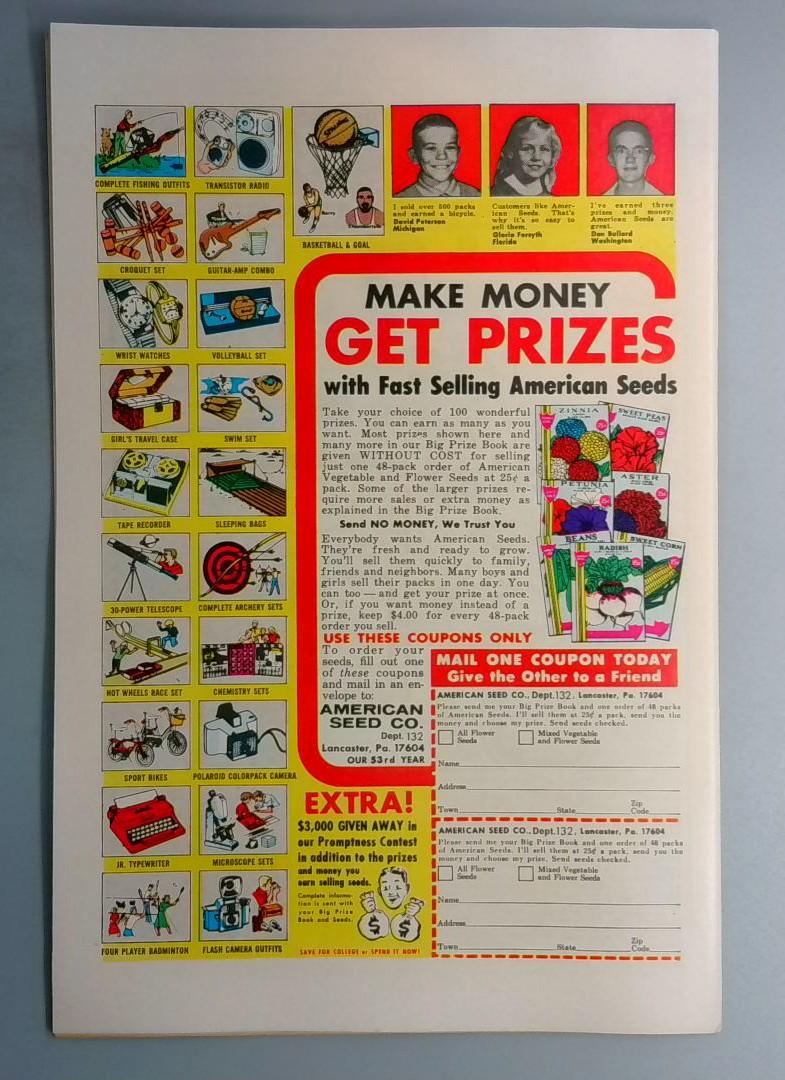 COMPLETE FISHING OUTFITS
TRANSISTOR RADIO
SPALDING
Barry
Chamberlain
BASKETBALL & GOAL
CROQUET SET
GUITAR-AMP COMBO
WRIST WATCHES
VOLLEYBALL SET
GIRL'S TRAVEL CASE
SWIM SET
TAPE RECORDER
SLEEPING BAGS
30-POWER TELESCOPE
COMPLETE ARCHERY SETS
HOT WHEELS RACE SET
CHEMISTRY SETS
SPORT BIKES
POLAROID COLORPACK CAMERA
JR. TYPEWRITER
MICROSCOPE SETS
FOUR PLAYER BADMINTON
FLASH CAMERA OUTFITS
I sold over 500 packs
and earned a bicycle.
David Peterson
Michigan
Customers like Amer-
ican Seeds. That's
why it's so easy to
sell them.
Gloria Forsyth
Florida
I've earned three
prizes and money.
American Seeds are
great.
Dan Bullard
Washington
MAKE MONEY
GET PRIZES
with Fast Selling American Seeds
Take your choice of 100 wonderful
prizes. You can earn as many as you
want. Most prizes shown here and
many more in our Big Prize Book are
given WITHOUT COST for selling
just one 48-pack order of American
Vegetable and Flower Seeds at 25¢ a
pack. Some of the larger prizes re-
quire more sales or extra money as
explained in the Big Prize Book.
Send NO MONEY, We Trust You
Everybody wants American Seeds.
They're fresh and ready to grow.
You'll sell them quickly to family,
friends and neighbors. Many boys and
girls sell their packs in one day. You
can too — and get your prize at once.
Or, if you want money instead of a
prize, keep $4.00 for every 48-pack
order you sell.
ZINNIA
SWEET PEAS
ASTER
PETUNIA
BEANS
RADISH
SWEET CORN
USE THESE COUPONS ONLY
To order your
seeds, fill out one
of these coupons
and mail in an en-
velope to:
AMERICAN
SEED CO.
Dept. 132
Lancaster, Pa. 17604
OUR 53rd YEAR
EXTRA!
$3,000 GIVEN AWAY in
our Promptness Contest
in addition to the prizes
and money you
earn selling seeds.
Complete informa-
tion is sent with
your Big Prize
Book and Seeds.
$ $
SAVE FOR COLLEGE or SPEND IT NOW!
MAIL ONE COUPON TODAY
Give the Other to a Friend
AMERICAN SEED CO., Dept. 132, Lancaster, Pa. 17604
Please send me your Big Prize Book and one order of 48 packs
of American Seeds. I'll sell them at 25¢ a pack, send you the
money and choose my prize. Send seeds checked.
All Flower
Seeds
Mixed Vegetable
and Flower Seeds
Name
Address
Town State Zip Code
AMERICAN SEED CO., Dept. 132, Lancaster, Pa. 17604
Please send me your Big Prize Book and one order of 48 packs
of American Seeds. I'll sell them at 25¢ a pack, send you the
money and choose my prize. Send seeds checked.
All Flower
Seeds
Mixed Vegetable
and Flower Seeds
Name
Address
Town State Zip Code